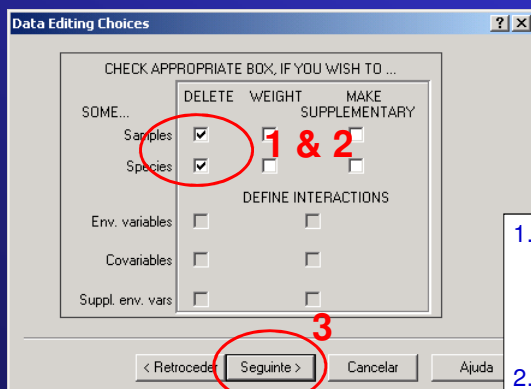 Data Editing Choices
CHECK APPROPRIATE BOX, IF YOU WISH TO ...
DELETE WEIGHT MAKE
SOME... SUPPLEMENTARY
Samples
1 & 2
Species
DEFINE INTERACTIONS
Env. variables
Covariables
Suppl. env. vars
3
< Retroceder Seguinte > Cancelar Ajuda
1.
2.